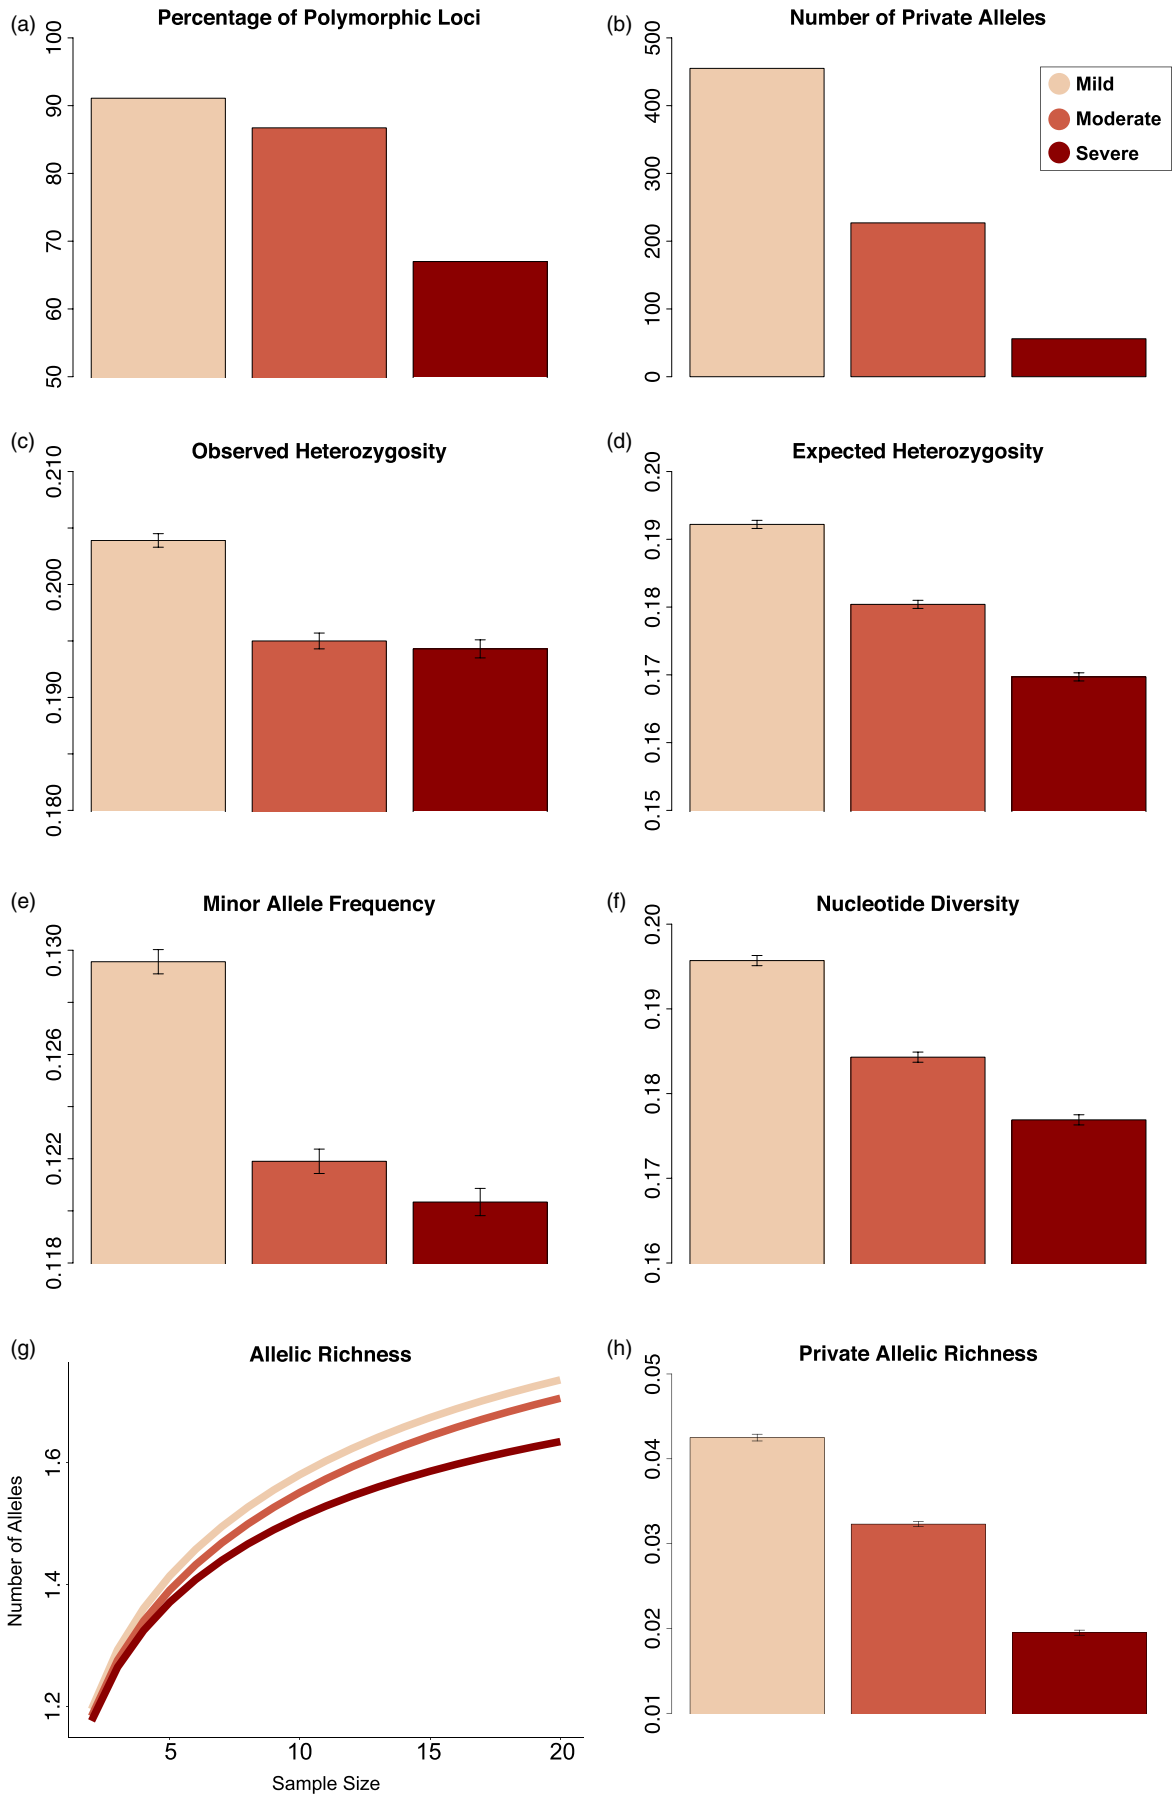 (a)
Percentage of Polymorphic Loci
100
90
80
70
60
50
(b)
Number of Private Alleles
500
400
300
200
100
0
Mild
Moderate
Severe
(c)
Observed Heterozygosity
0.210
0.200
0.190
0.180
(d)
Expected Heterozygosity
0.20
0.19
0.18
0.17
0.16
0.15
(e)
Minor Allele Frequency
0.130
0.126
0.122
0.118
(f)
Nucleotide Diversity
0.20
0.19
0.18
0.17
0.16
(g)
Allelic Richness
Number of Alleles
1.6
1.4
1.2
5 10 15 20
Sample Size
(h)
Private Allelic Richness
0.05
0.04
0.03
0.02
0.01